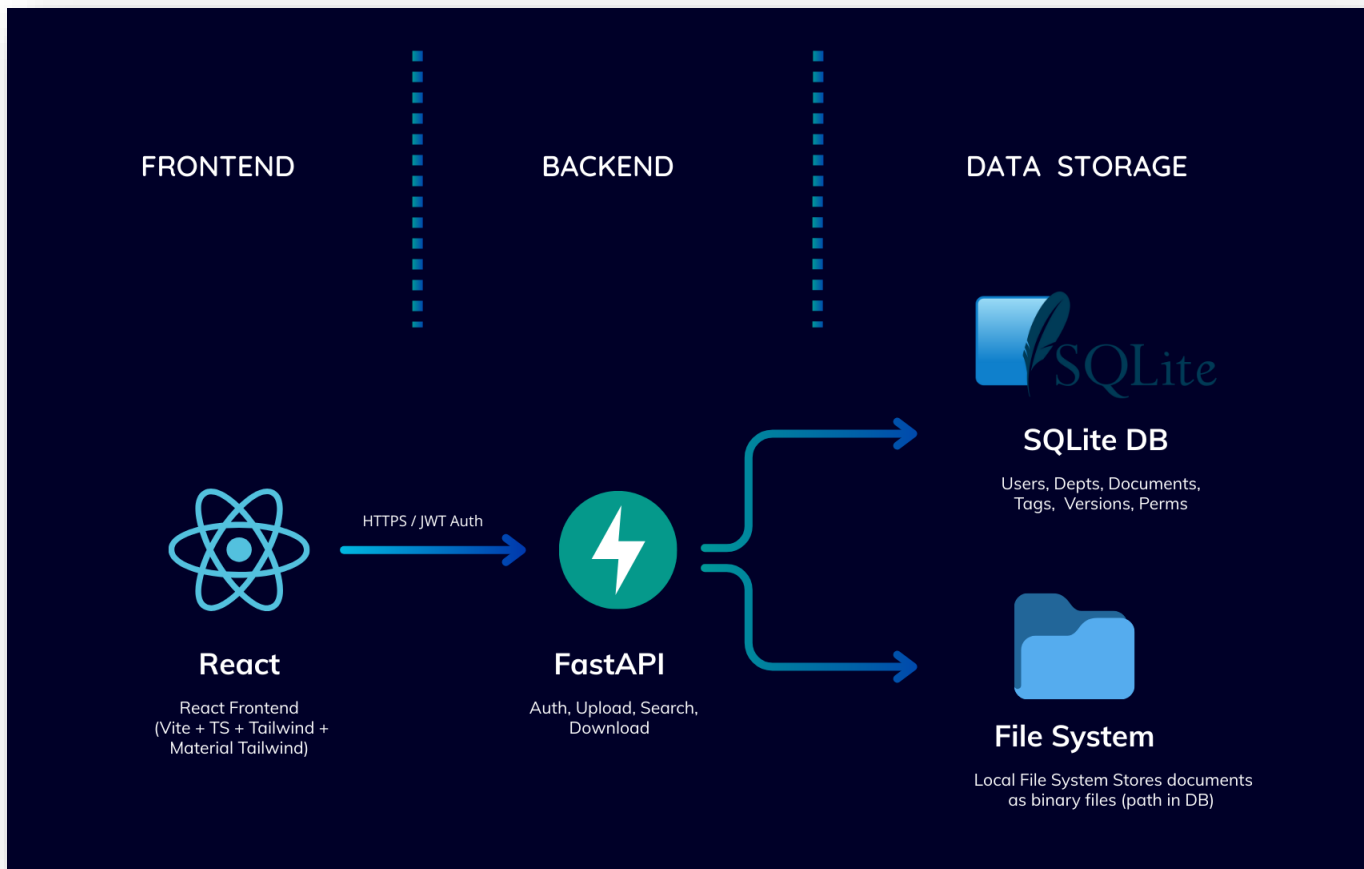 FRONTEND
BACKEND
DATA STORAGE
SQLite
SQLite DB
Users, Depts, Documents,
Tags, Versions, Perms
HTTPS / JWT Auth
React
React Frontend
(Vite + TS + Tailwind +
Material Tailwind)
FastAPI
Auth, Upload, Search,
Download
File System
Local File System Stores documents
as binary files (path in DB)